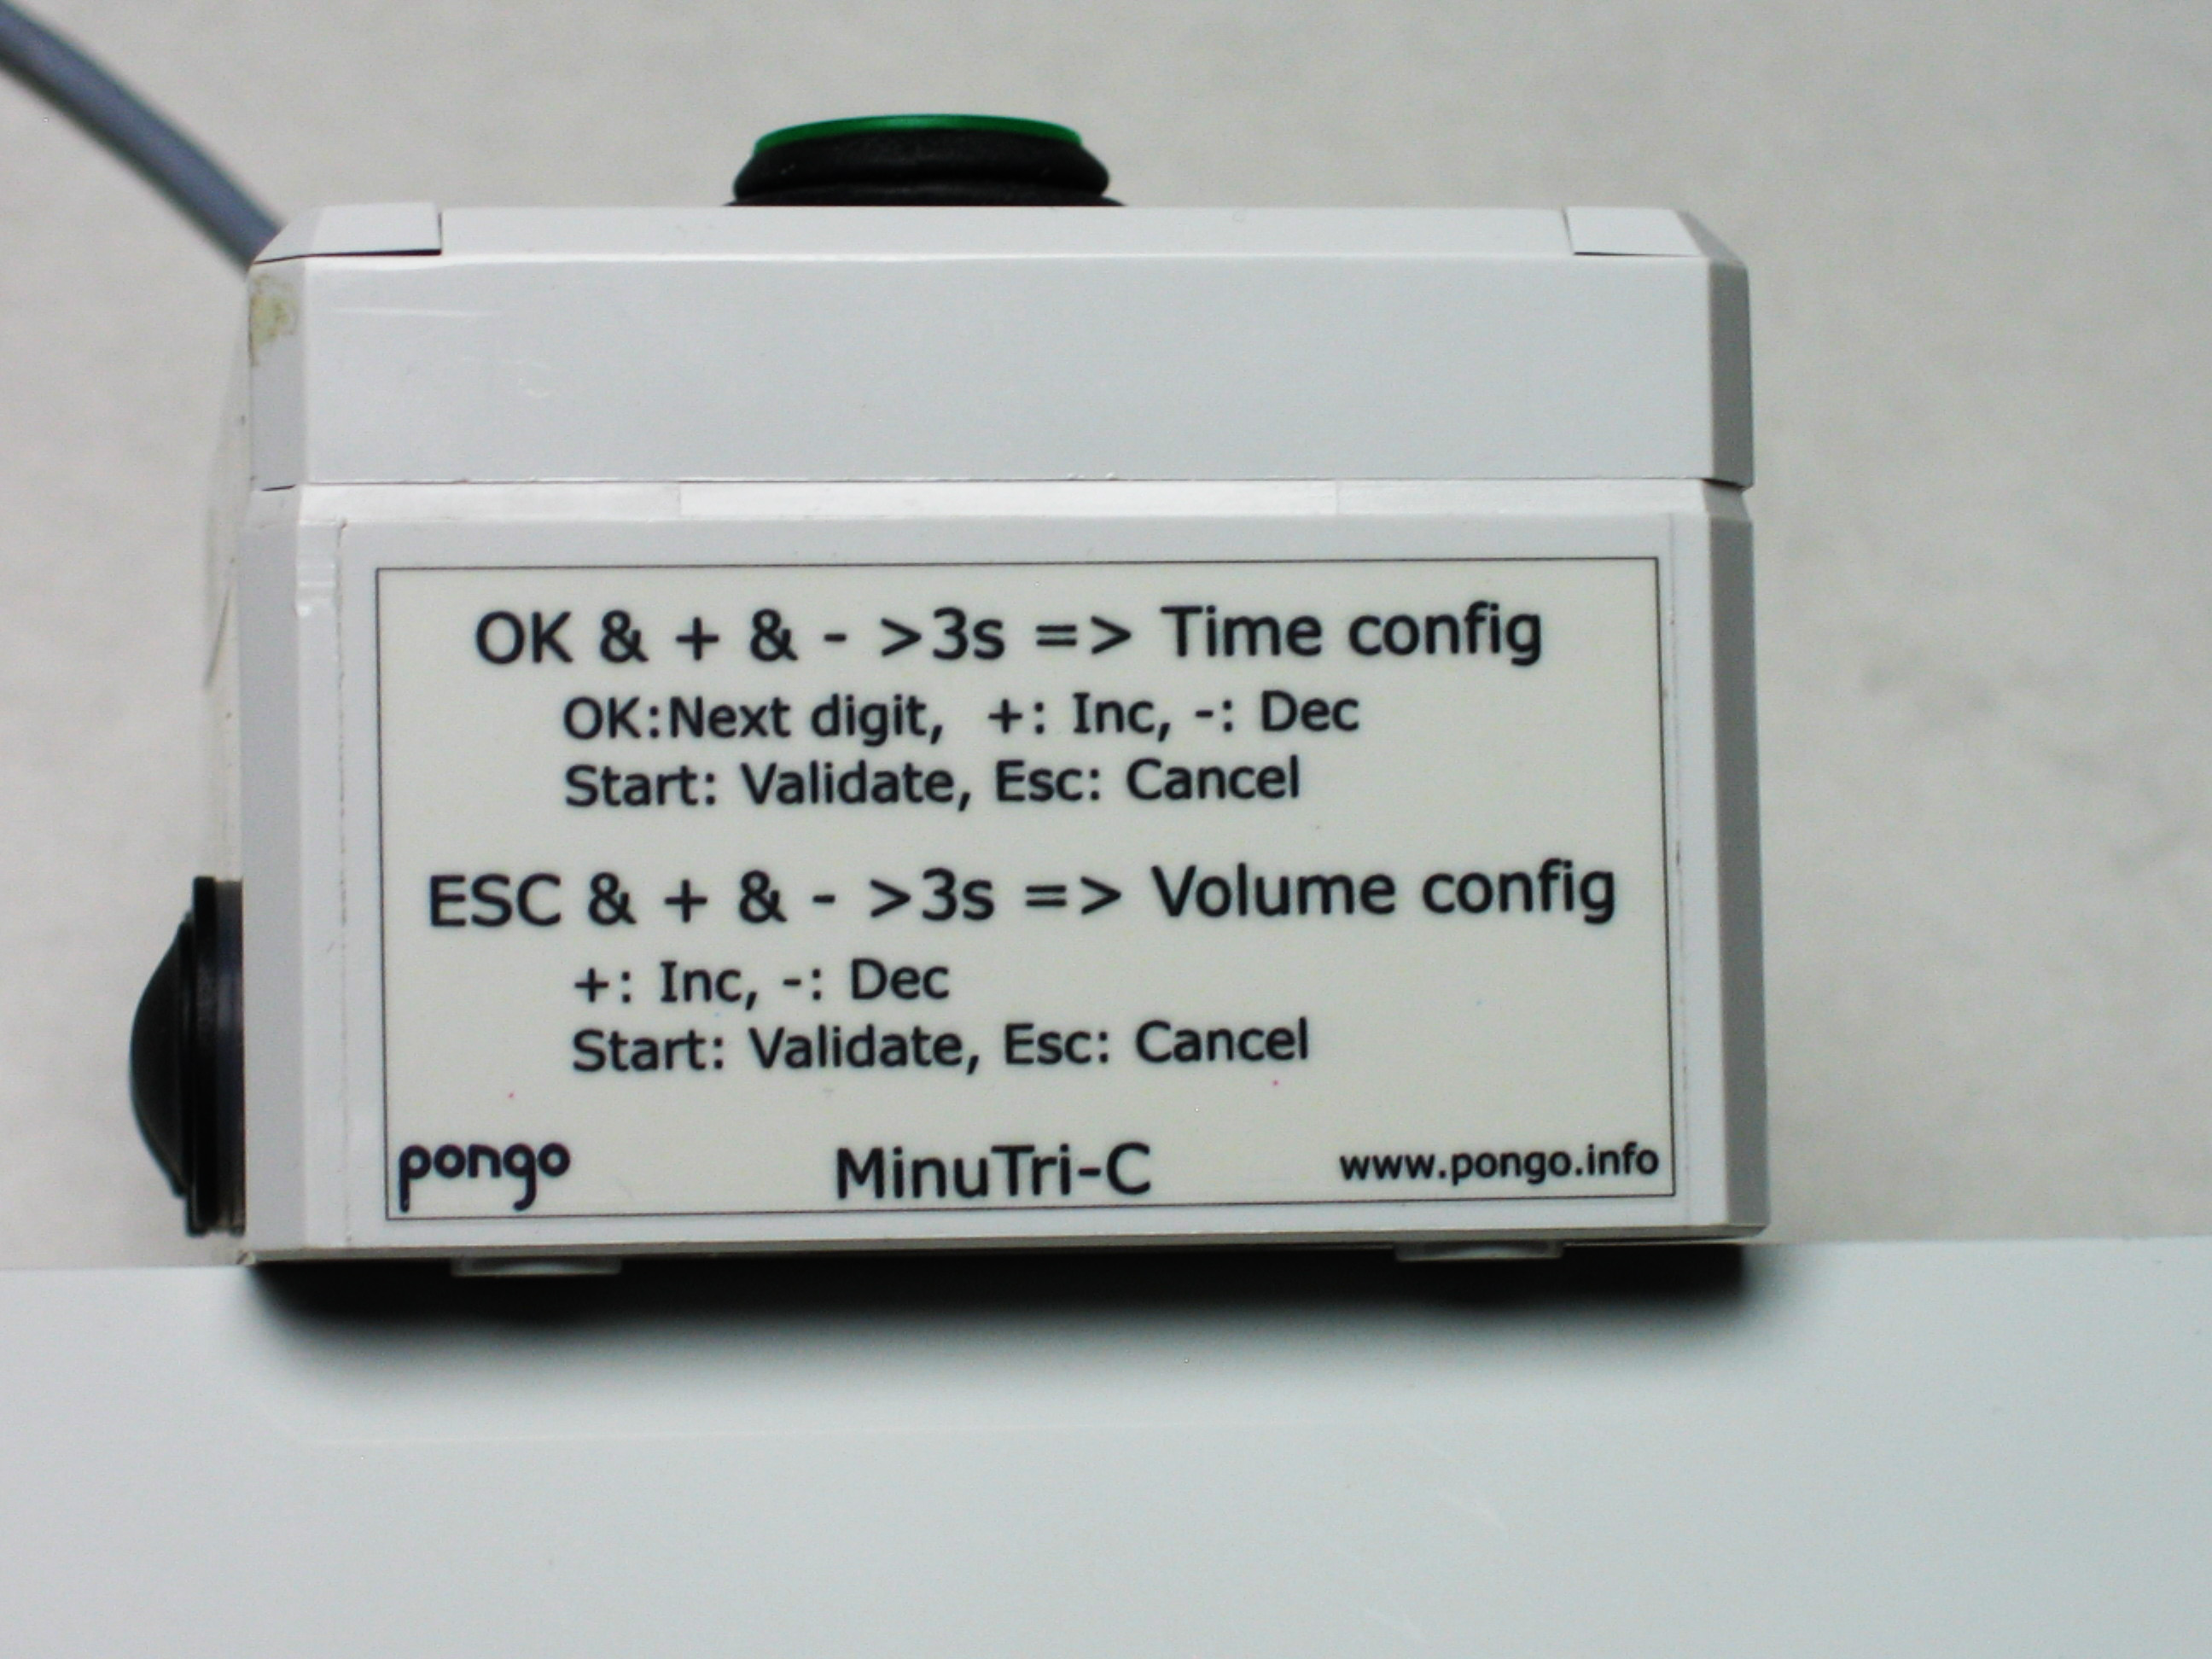 OK & + & - >3s => Time config
OK:Next digit, +: Inc, -: Dec
Start: Validate, Esc: Cancel
ESC & + & - >3s => Volume config
+: Inc, -: Dec
Start: Validate, Esc: Cancel
pongo MinuTri-C www.pongo.info